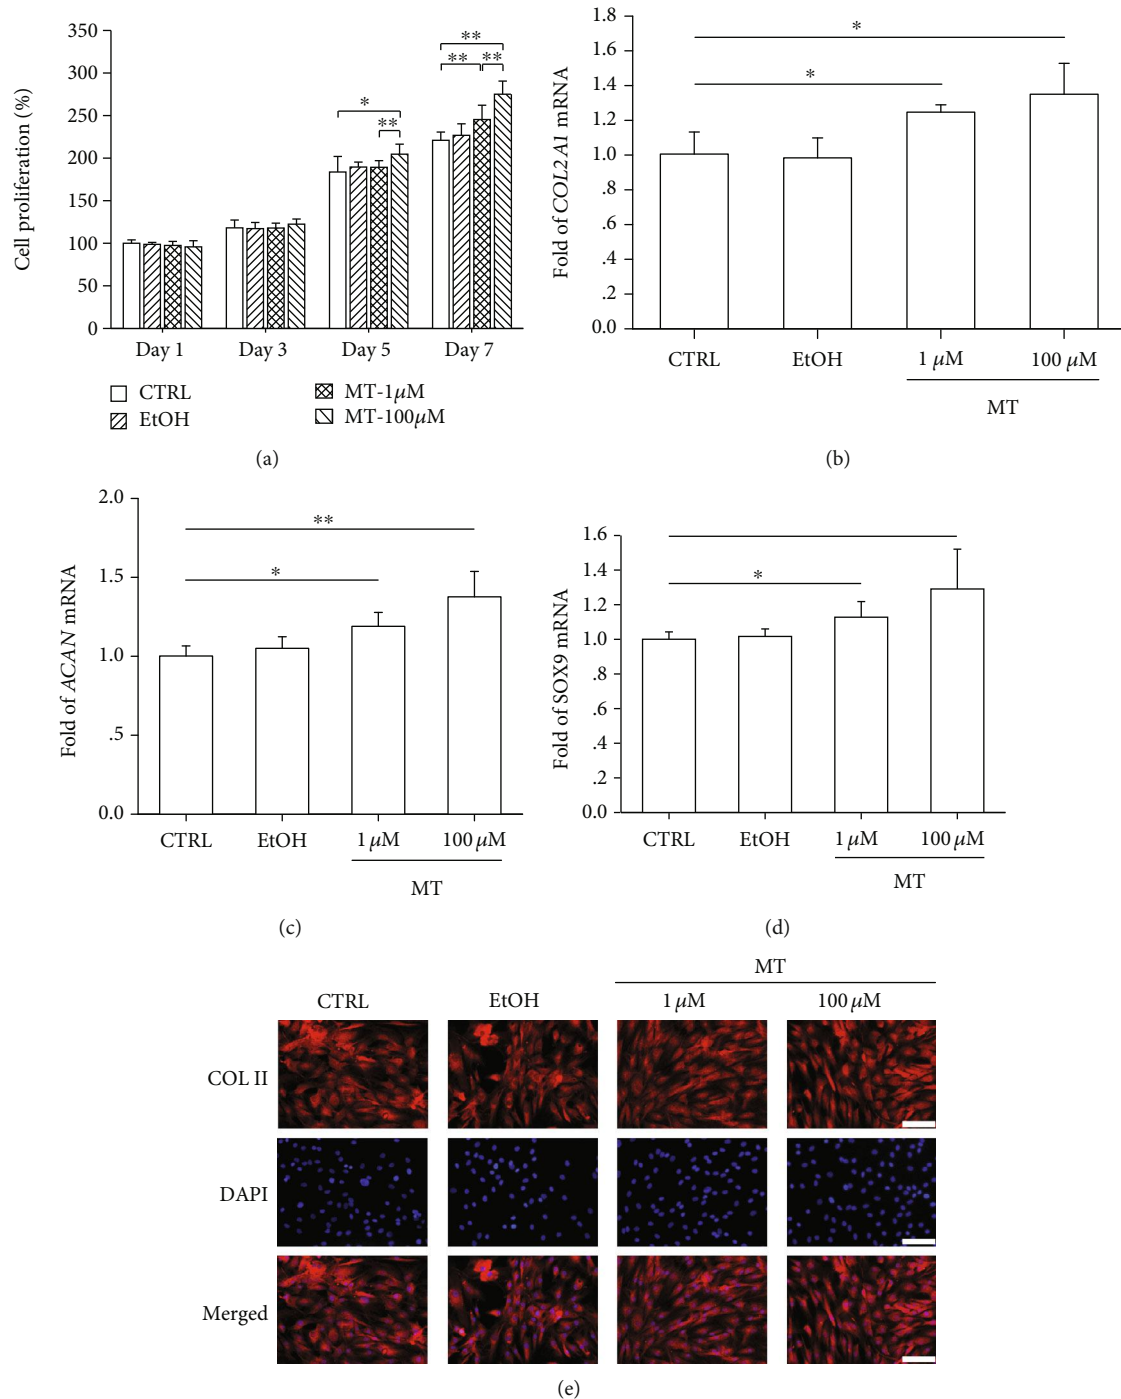 Cell proliferation (%)
350
300
250
200
150
100
50
0
** 
** **
*
**
Day 1 Day 3 Day 5 Day 7
CTRL MT-1μM
EtOH MT-100μM
(a)
Fold of COL2A1 mRNA
1.8
1.6
1.4
1.2
1.0
.8
.6
.4
.2
0.0
*
*
CTRL EtOH 1 μM 100 μM
MT
(b)
Fold of ACAN mRNA
2.0
1.5
1.0
.5
0.0
**
*
CTRL EtOH 1 μM 100 μM
MT
(c)
Fold of SOX9 mRNA
1.6
1.4
1.2
1.0
.8
.6
.4
.2
0.0
*
CTRL EtOH 1 μM 100 μM
MT
(d)
MT
CTRL EtOH 1 μM 100 μM
COL II
DAPI
Merged
(e)